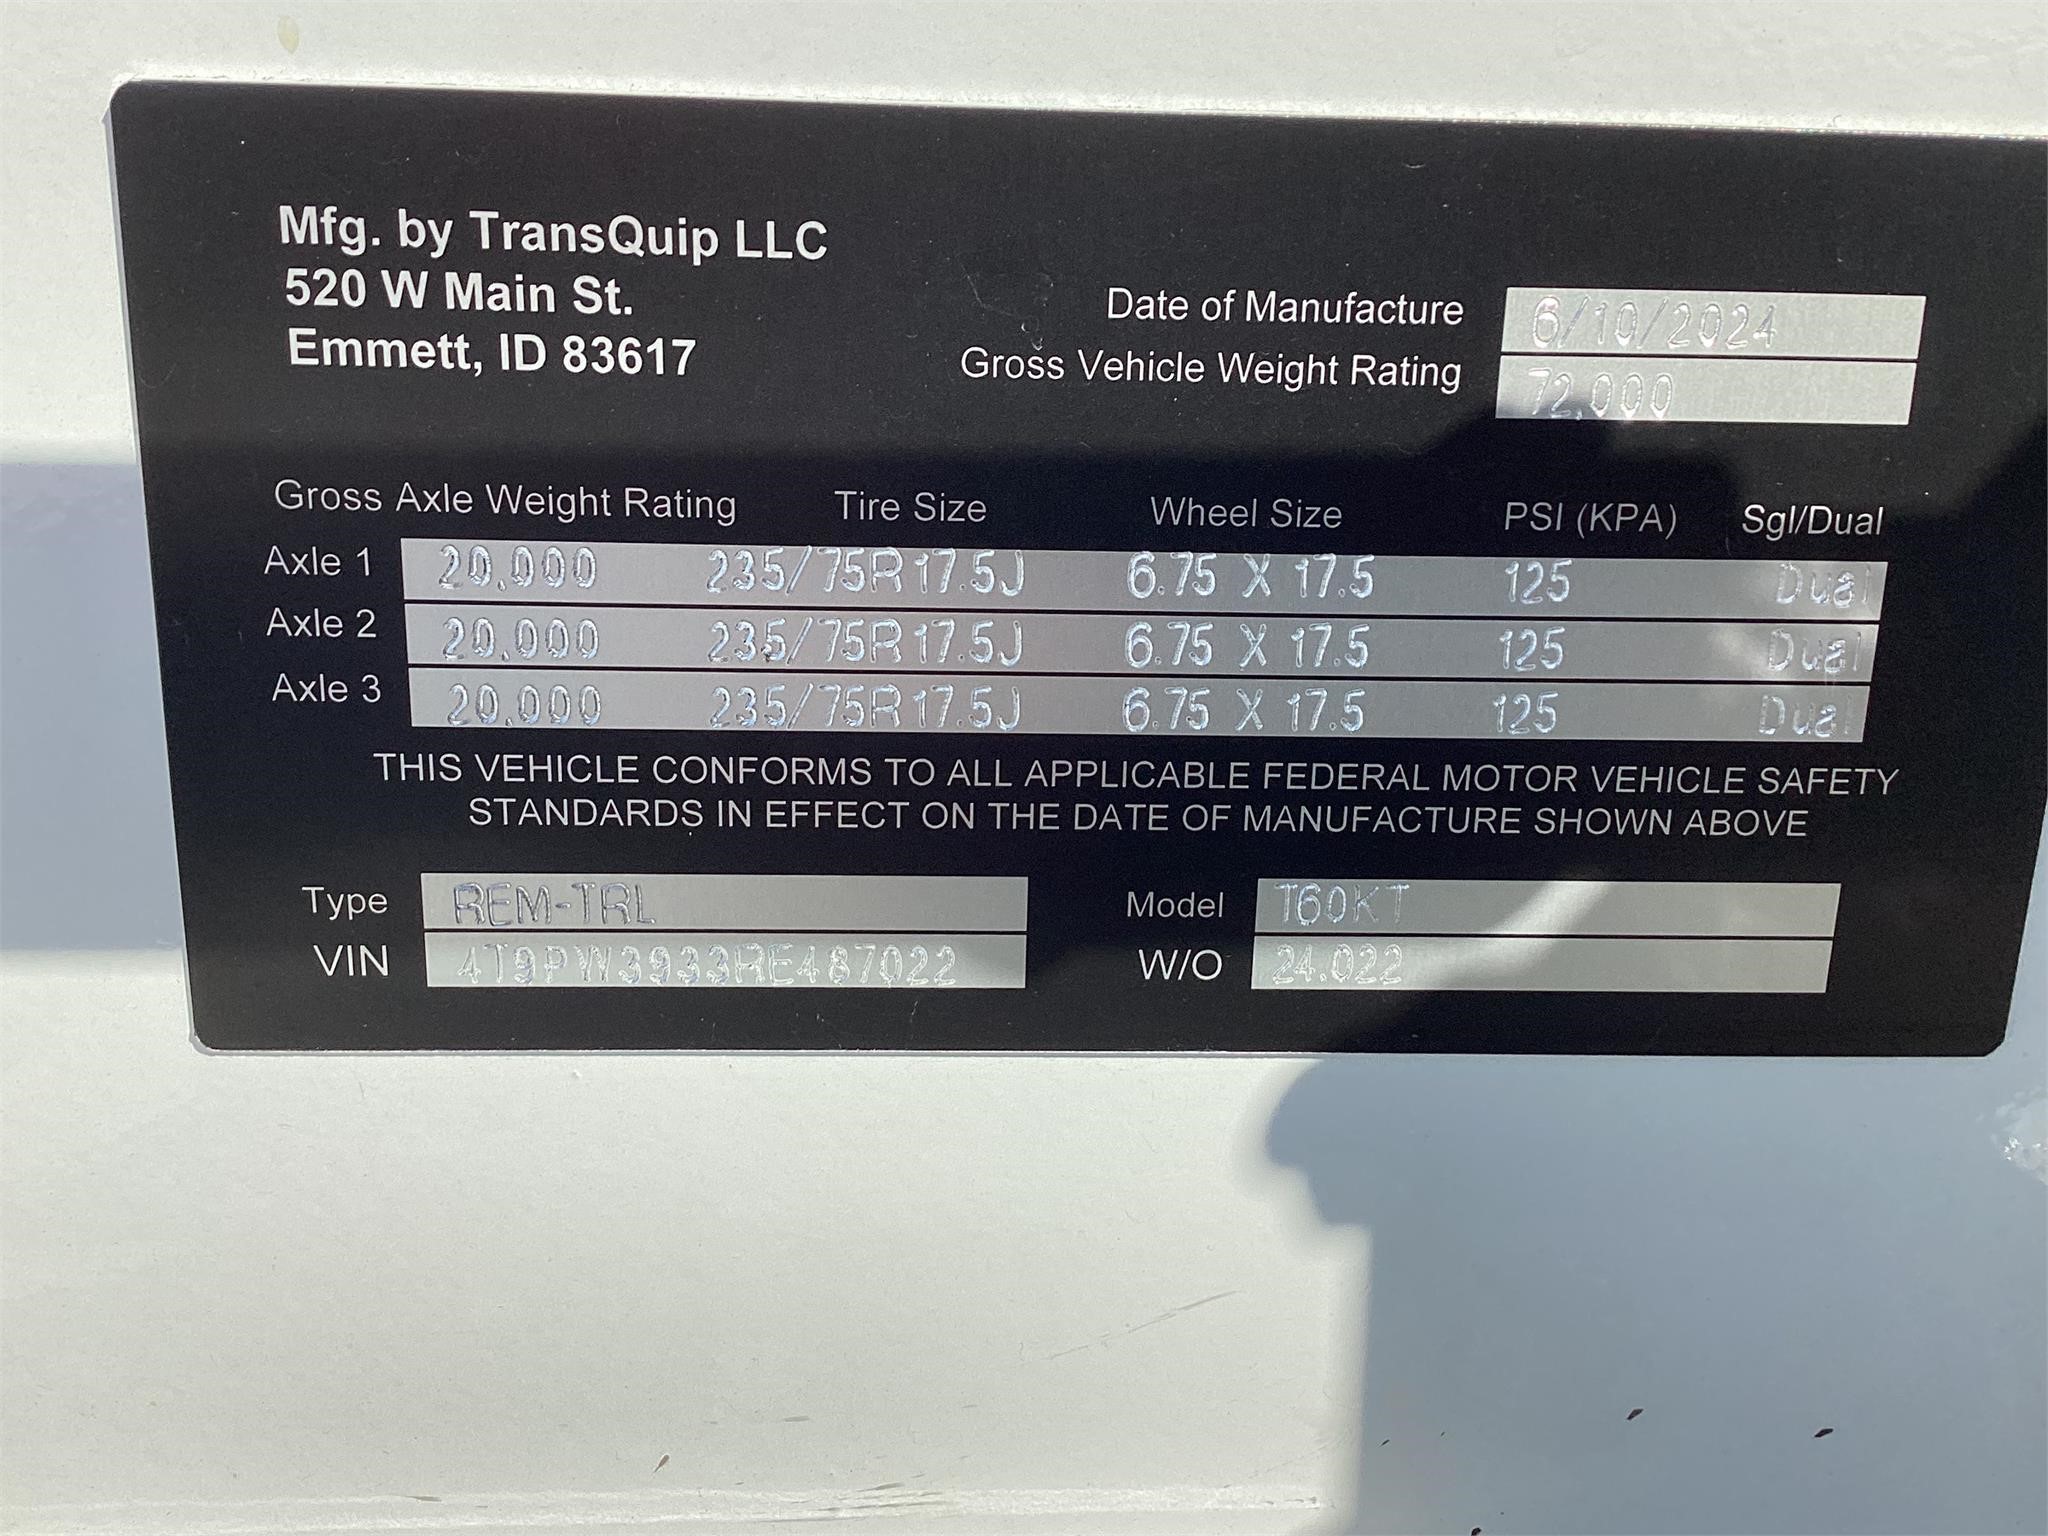 Mfg. by TransQuip LLC
520 W Main St.
Emmett, ID 83617
Date of Manufacture 6/10/2024
Gross Vehicle Weight Rating 72,000
Gross Axle Weight Rating Tire Size Wheel Size PSI (KPA) Sgl/Dual
Axle 1 20,000 235/75R17.5J 6.75 X 17.5 125 Dual
Axle 2 20,000 235/75R17.5J 6.75 X 17.5 125 Dual
Axle 3 20,000 235/75R17.5J 6.75 X 17.5 125 Dual
THIS VEHICLE CONFORMS TO ALL APPLICABLE FEDERAL MOTOR VEHICLE SAFETY
STANDARDS IN EFFECT ON THE DATE OF MANUFACTURE SHOWN ABOVE
Type REM-TRL Model T60KT
VIN 4T9PW3933RE487022 W/O 24.022